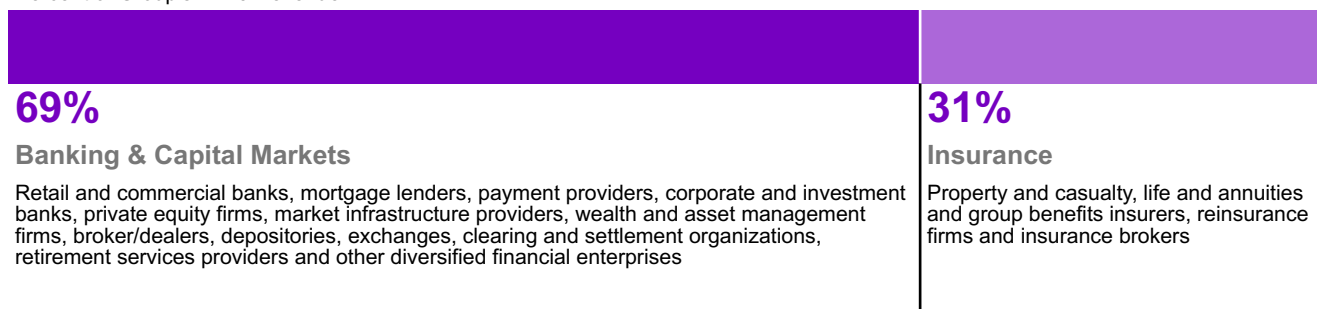 69%
Banking & Capital Markets
Retail and commercial banks, mortgage lenders, payment providers, corporate and investment
banks, private equity firms, market infrastructure providers, wealth and asset management
firms, broker/dealers, depositories, exchanges, clearing and settlement organizations,
retirement services providers and other diversified financial enterprises
31%
Insurance
Property and casualty, life and annuities
and group benefits insurers, reinsurance
firms and insurance brokers